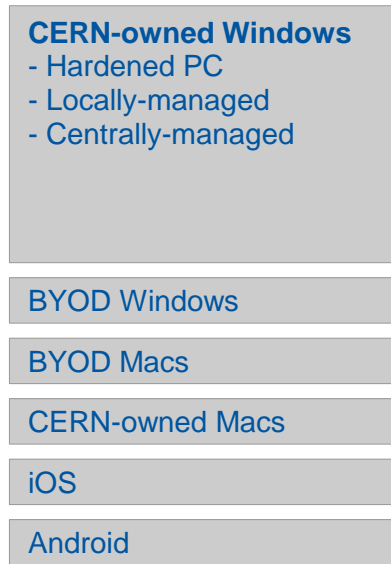 CERN-owned Windows
- Hardened PC
- Locally-managed
- Centrally-managed
BYOD Windows
BYOD Macs
CERN-owned Macs
iOS
Android